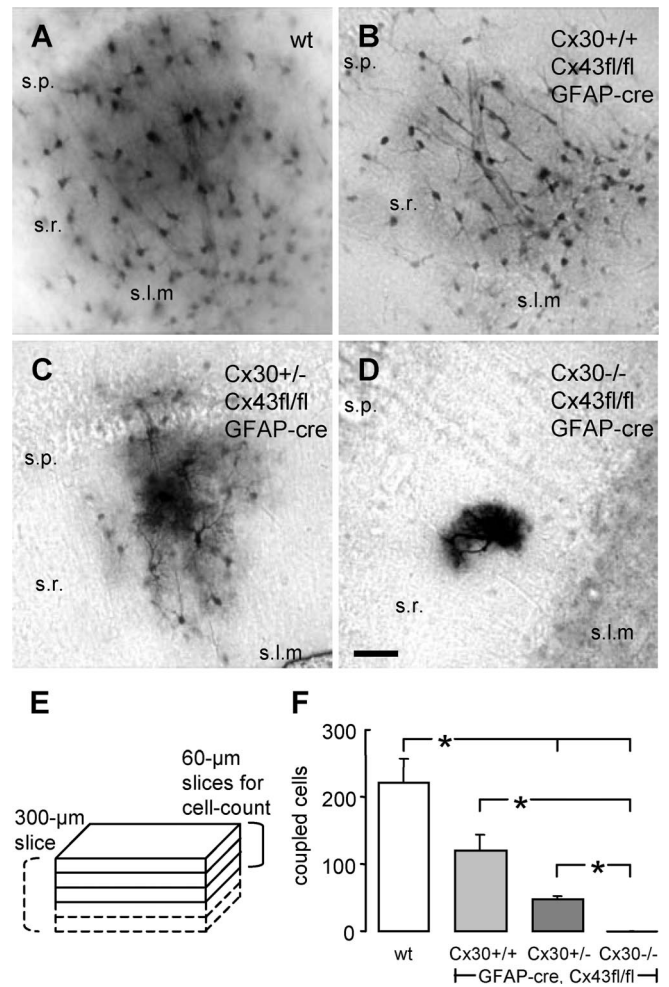 A
wt
s.p.
s.r.
s.l.m
B
Cx30+/+
Cx43fl/fl
GFAP-cre
s.p.
s.r.
s.l.m
C
Cx30+/-
Cx43fl/fl
GFAP-cre
s.p.
s.r.
s.l.m
D
Cx30-/-
Cx43fl/fl
GFAP-cre
s.p.
s.r.
s.l.m
E
300-µm
slice
60-µm
slices for
cell-count
F
coupled cells
300
200
100
0
*
*
*
wt
Cx30+/+ Cx30+/- Cx30-/-
GFAP-cre, Cx43fl/fl